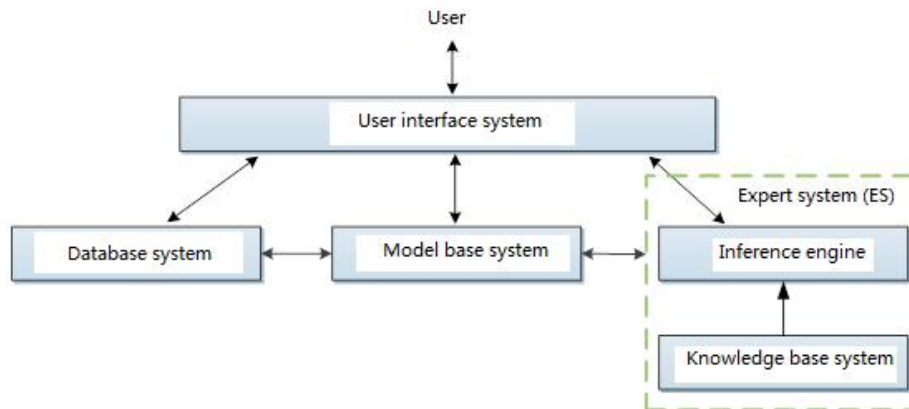 User
User interface system
Expert system (ES)
Database system
Model base system
Inference engine
Knowledge base system